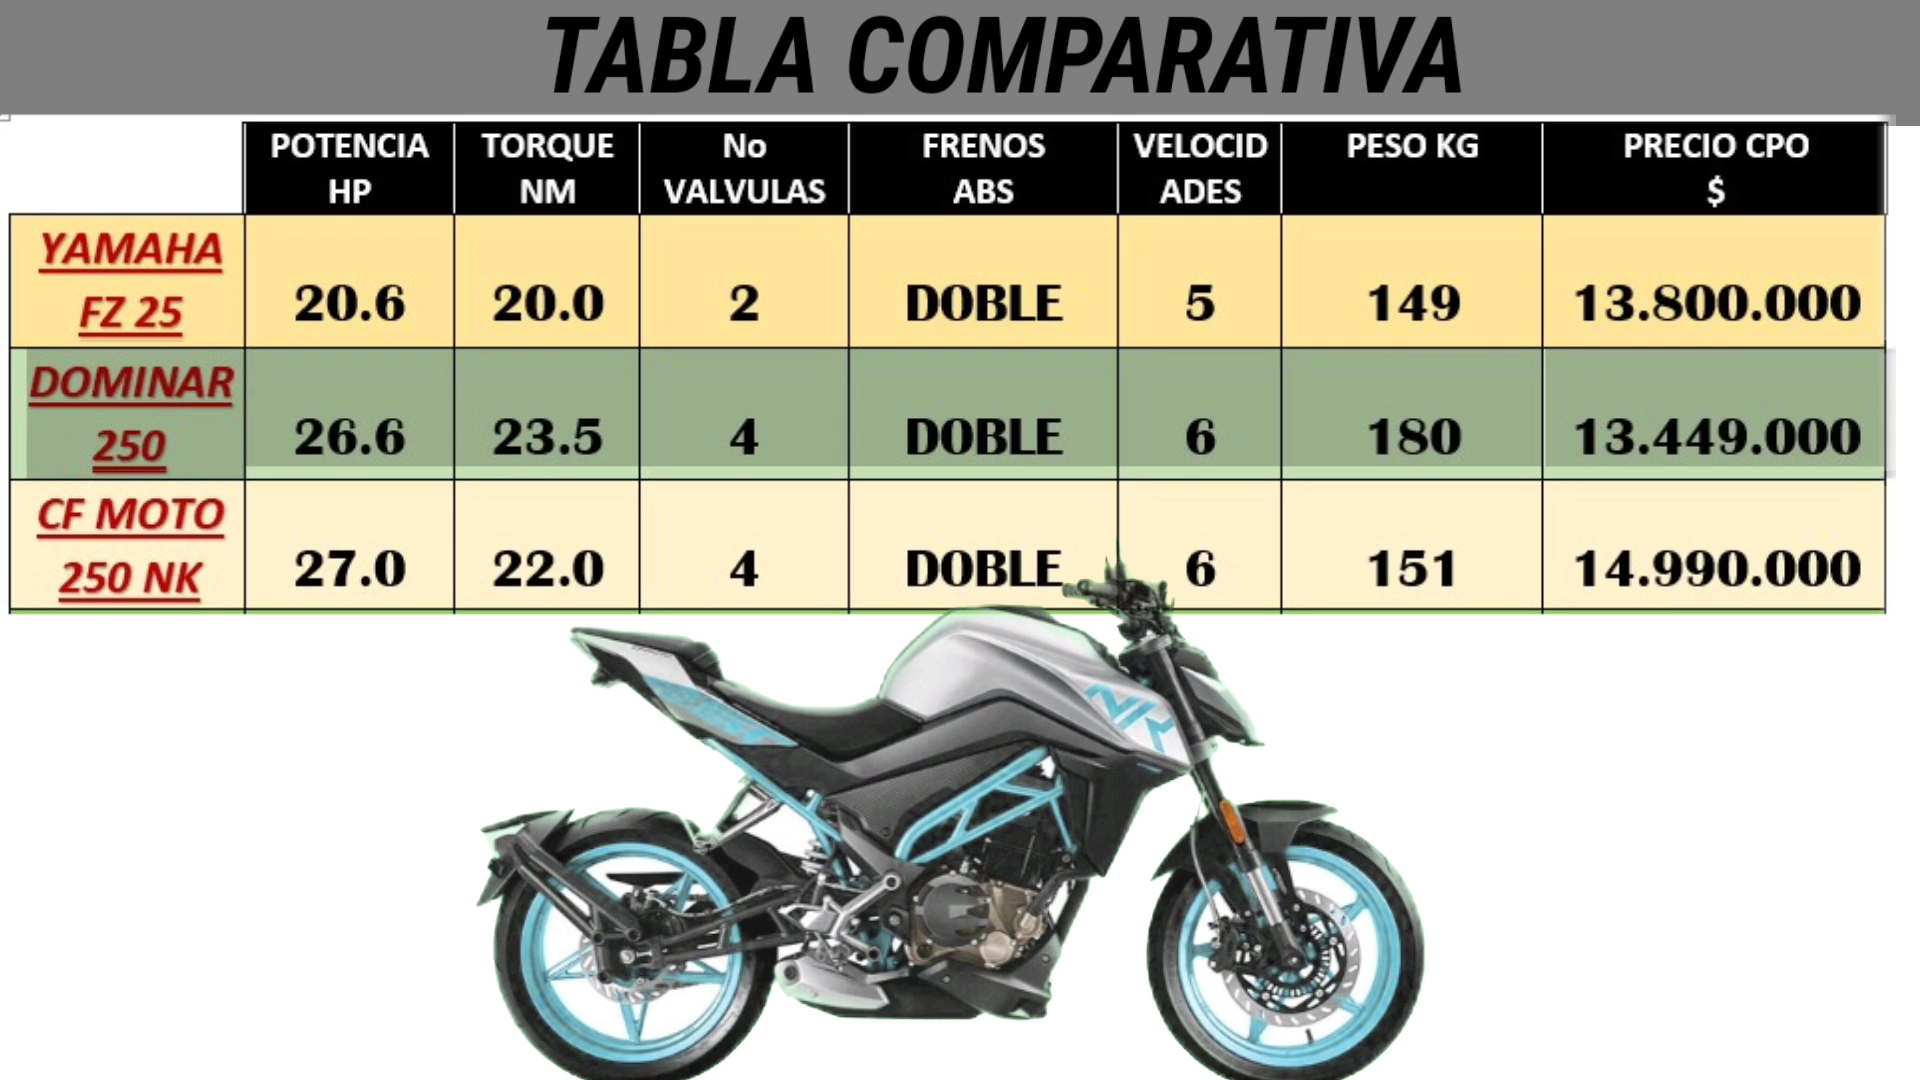 TABLA COMPARATIVA
POTENCIA HP TORQUE NM No VALVULAS FRENOS ABS VELOCID ADES PESO KG PRECIO CPO $
YAMAHA FZ 25 20.6 20.0 2 DOBLE 5 149 13.800.000
DOMINAR 250 26.6 23.5 4 DOBLE 6 180 13.449.000
CF MOTO 250 NK 27.0 22.0 4 DOBLE 6 151 14.990.000
NK